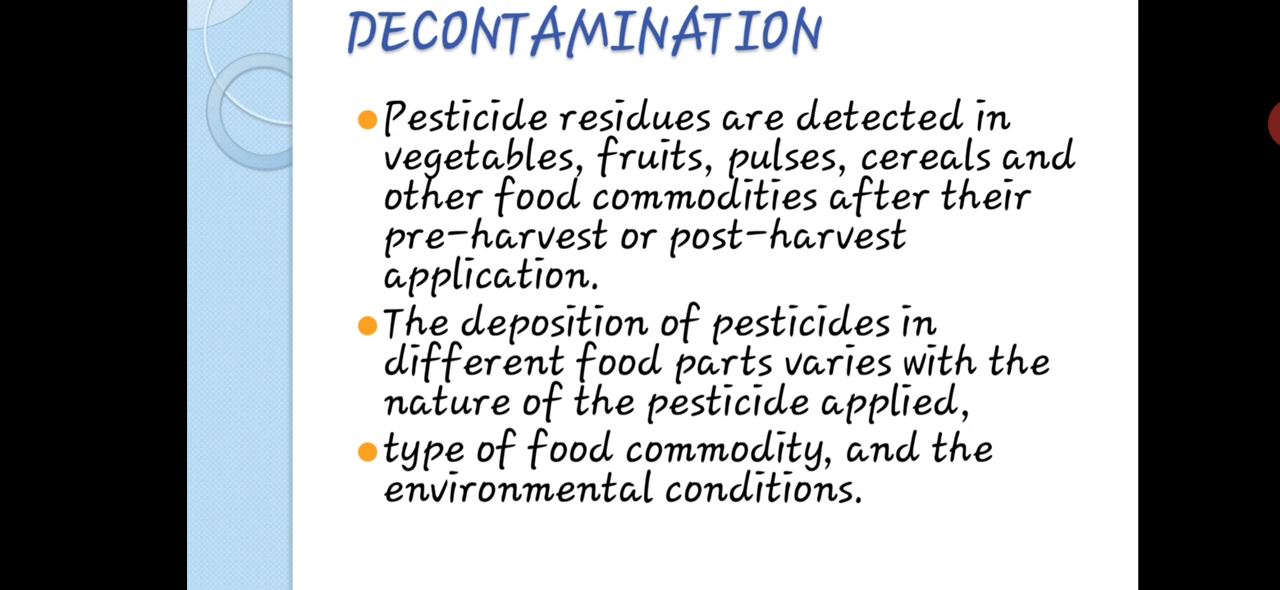 DECONTAMINATION
Pesticide residues are detected in
vegetables, fruits, pulses, cereals and
other food commodities after their
pre-harvest or post-harvest
application.
The deposition of pesticides in
different food parts varies with the
nature of the pesticide applied,
type of food commodity, and the
environmental conditions.